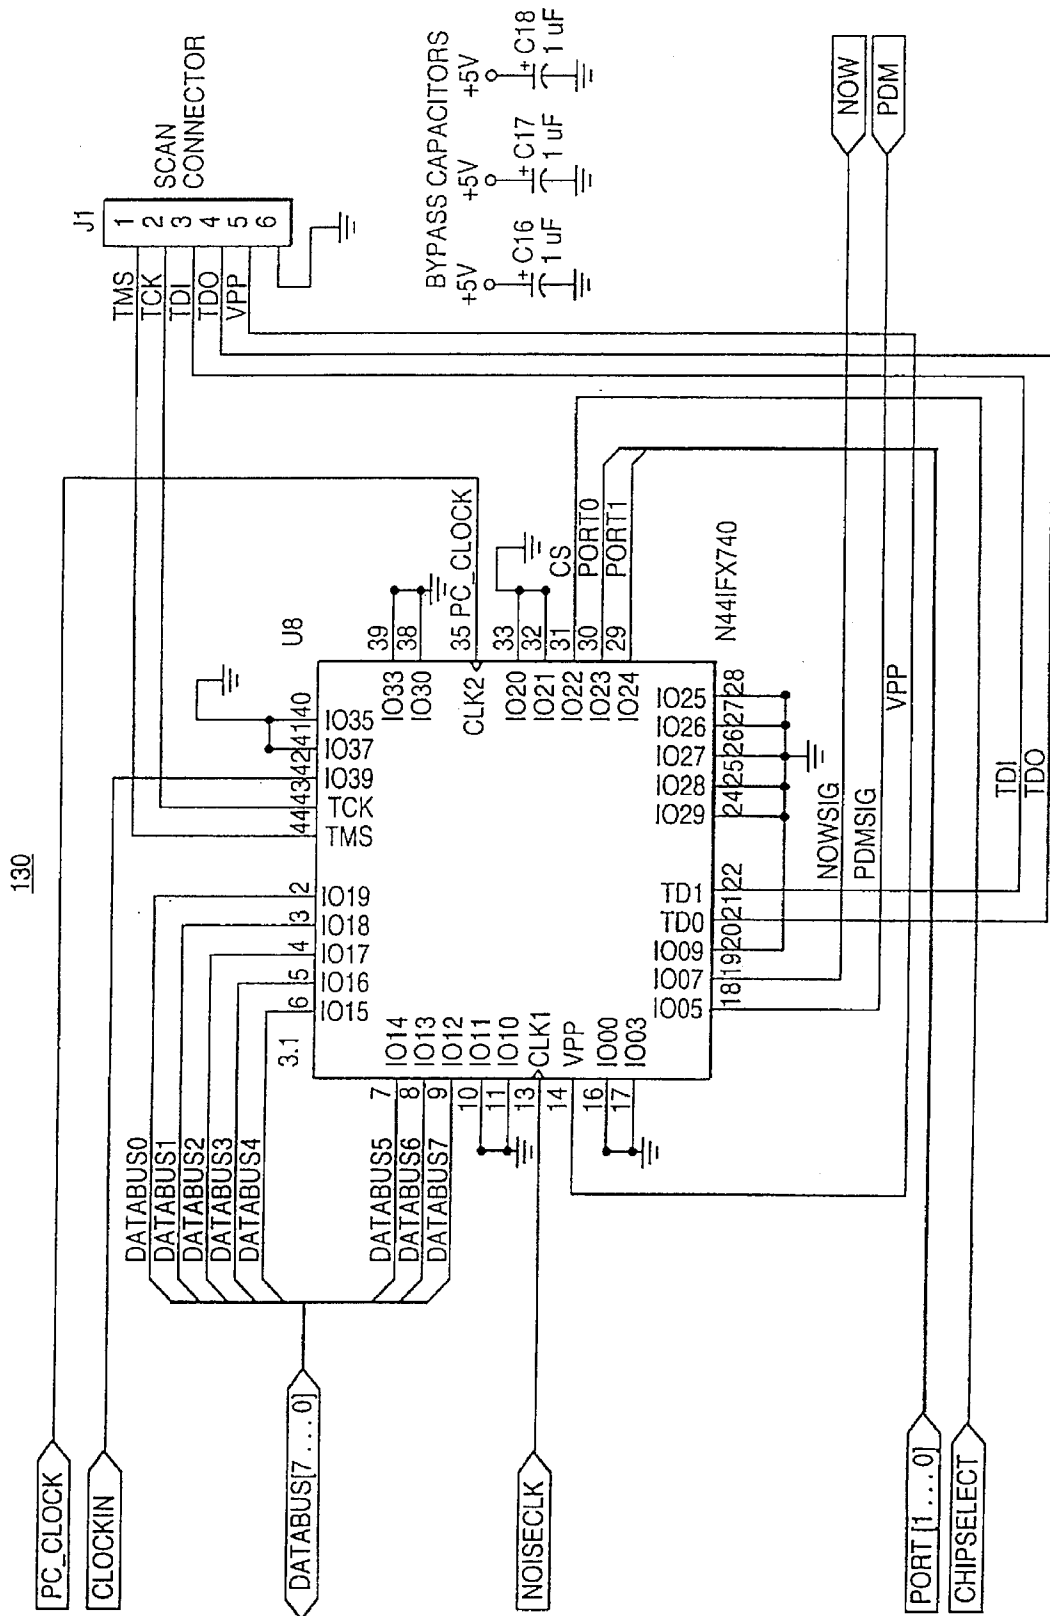 130
PC_CLOCK
CLOCKIN
DATABUS[7 . . . 0]
NOISECLK
PORT [1 . . . 0]
CHIPSELECT
DATABUS0
DATABUS1
DATABUS2
DATABUS3
DATABUS4
DATABUS5
DATABUS6
DATABUS7
3.1
U8
N44IFX740
2 IO19
3 IO18
4 IO17
5 IO16
6 IO15
7 IO14
8 IO13
9 IO12
10 IO11
11 IO10
13 CLK1
14 VPP
16 IO00
17 IO03
44 TMS
43 TCK
42 IO39
41 IO37
40 IO35
IO33 39
IO30 38
CLK2 35 PC_CLOCK
IO20 33
IO21 32
IO22 31 CS
IO23 30 PORT0
IO24 29 PORT1
IO25 28
IO26 27
IO27 26
IO28 25
IO29 24
TD1 22
TD0 21
IO09 20
IO07 19
IO05 18
NOWSIG
PDMSIG
VPP
TDI
TDO
J1
SCAN
CONNECTOR
TMS 1
TCK 2
TDI 3
TDO 4
VPP 5
6
BYPASS CAPACITORS
+5V +5V +5V
+ C16 + C17 + C18
1 uF 1 uF 1 uF
NOW
PDM